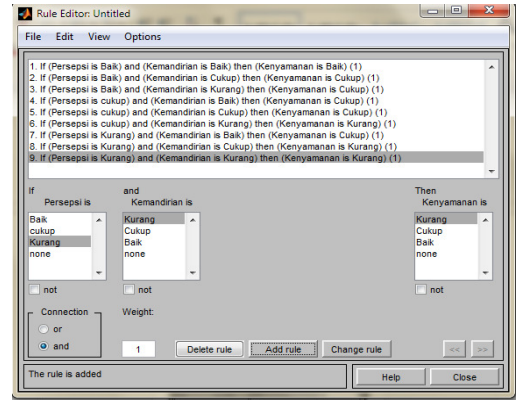 Rule Editor: Untitled
File Edit View Options
1. If (Persepsi is Baik) and (Kemandirian is Baik) then (Kenyamanan is Baik) (1)
2. If (Persepsi is Baik) and (Kemandirian is Cukup) then (Kenyamanan is Cukup) (1)
3. If (Persepsi is Baik) and (Kemandirian is Kurang) then (Kenyamanan is Cukup) (1)
4. If (Persepsi is cukup) and (Kemandirian is Baik) then (Kenyamanan is Cukup) (1)
5. If (Persepsi is cukup) and (Kemandirian is Cukup) then (Kenyamanan is Cukup) (1)
6. If (Persepsi is cukup) and (Kemandirian is Kurang) then (Kenyamanan is Kurang) (1)
7. If (Persepsi is Kurang) and (Kemandirian is Baik) then (Kenyamanan is Cukup) (1)
8. If (Persepsi is Kurang) and (Kemandirian is Cukup) then (Kenyamanan is Kurang) (1)
9. If (Persepsi is Kurang) and (Kemandirian is Kurang) then (Kenyamanan is Kurang) (1)
If and Then
Persepsi is Kemandirian is Kenyamanan is
Baik Kurang Kurang
cukup Cukup Cukup
Kurang Baik Baik
none none none
not not not
Connection Weight:
or
and 1 Delete rule Add rule Change rule << >>
The rule is added Help Close